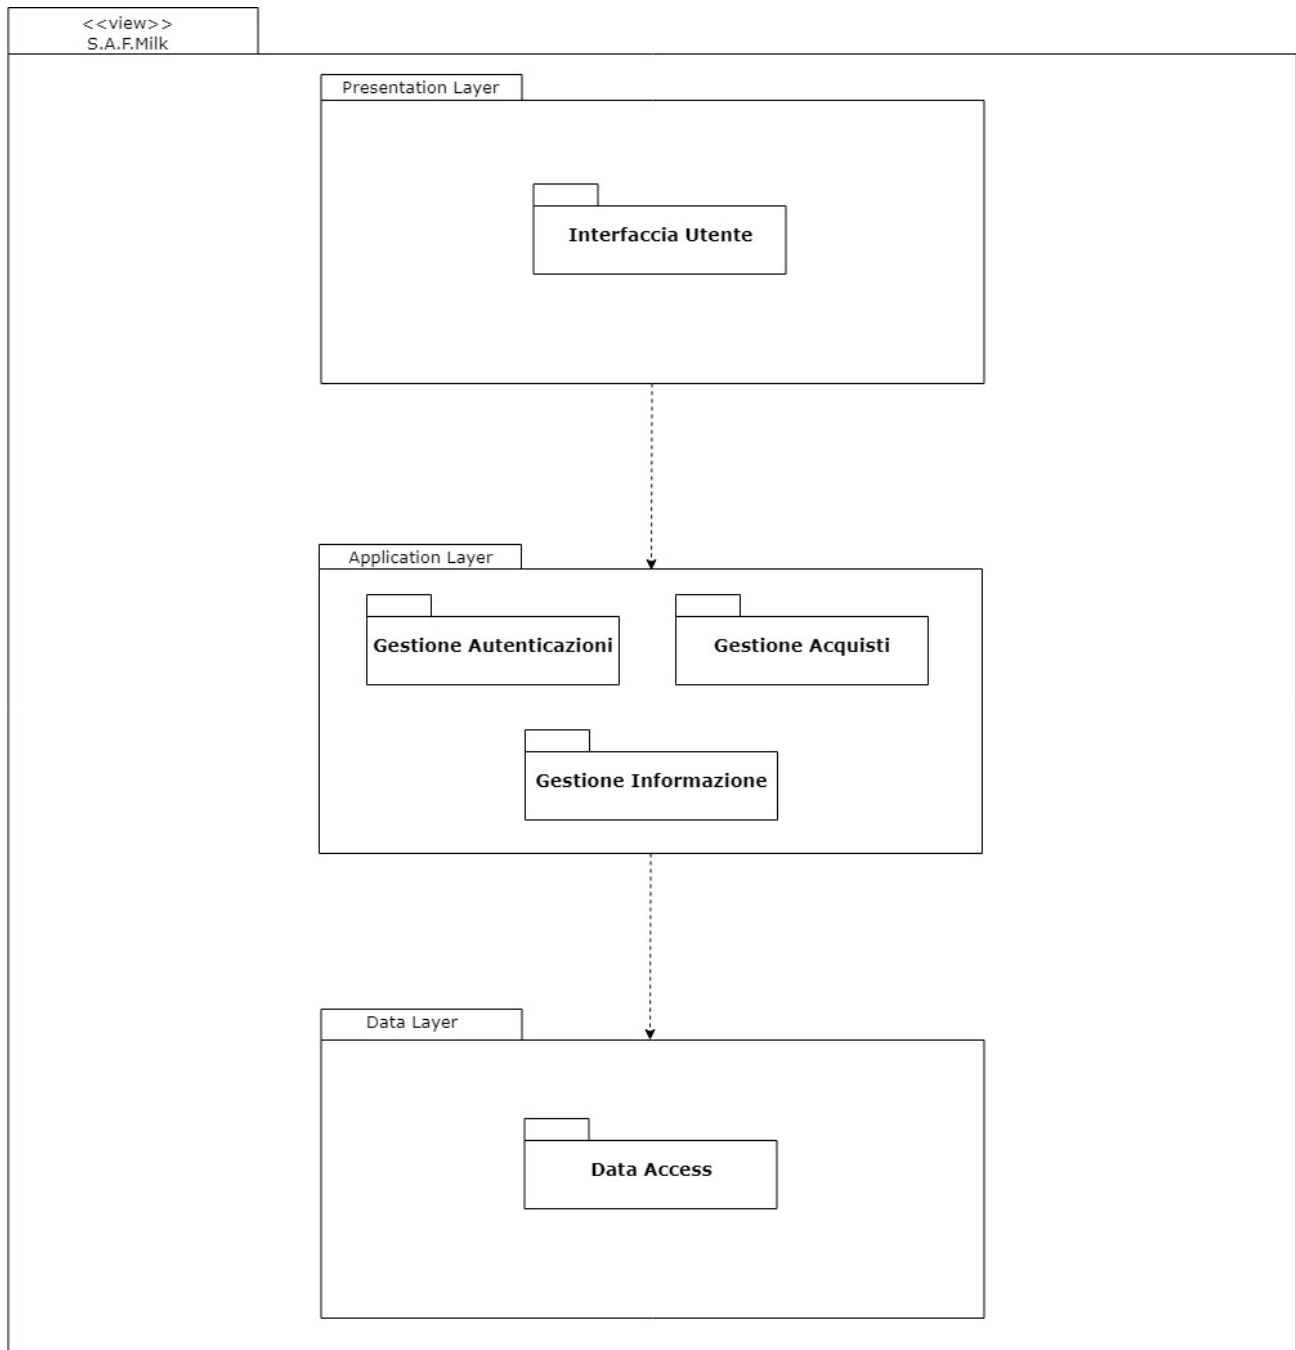 <<view>>
S.A.F.Milk
Presentation Layer
Interfaccia Utente
Application Layer
Gestione Autenticazioni
Gestione Acquisti
Gestione Informazione
Data Layer
Data Access